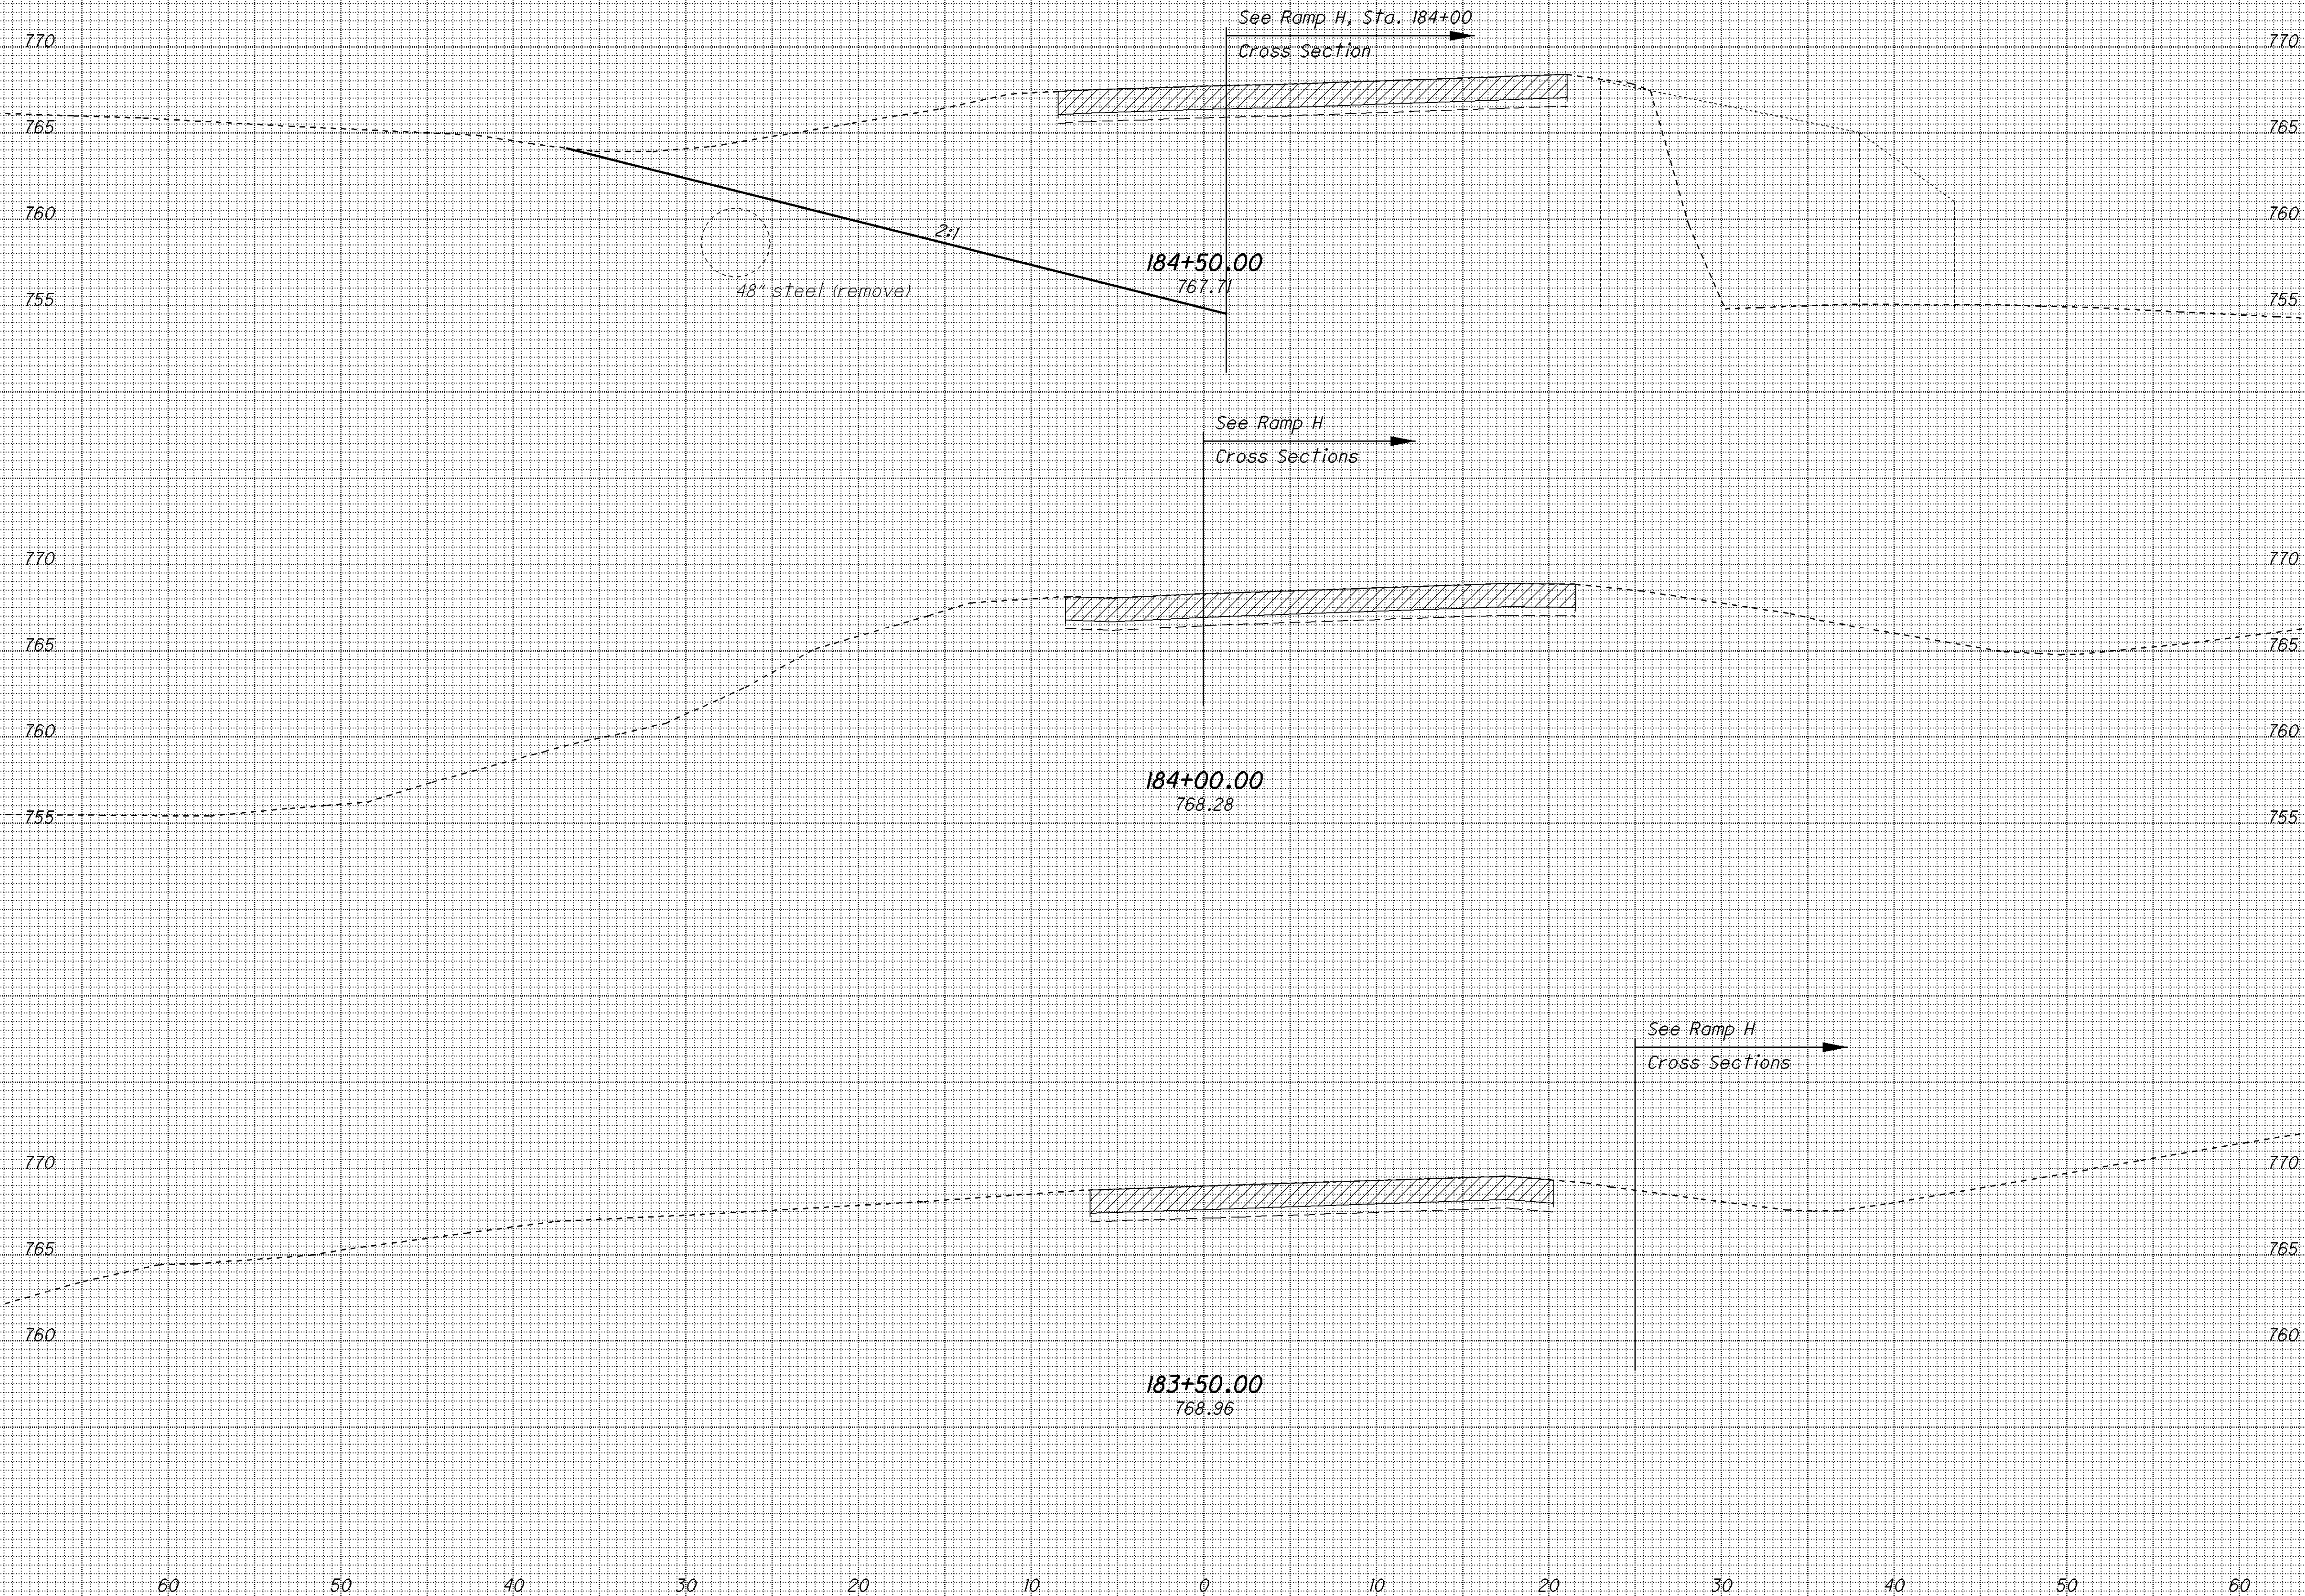 See Ramp H, Sta. 184+00
Cross Section
770 770
765 765
760 760
2:1
184+50.00
767.71
48" steel (remove)
755 755
See Ramp H
Cross Sections
770 770
765 765
760 760
184+00.00
768.28
755 755
See Ramp H
Cross Sections
770 770
765 765
760 760
183+50.00
768.96
60 50 40 30 20 10 0 10 20 30 40 50 60